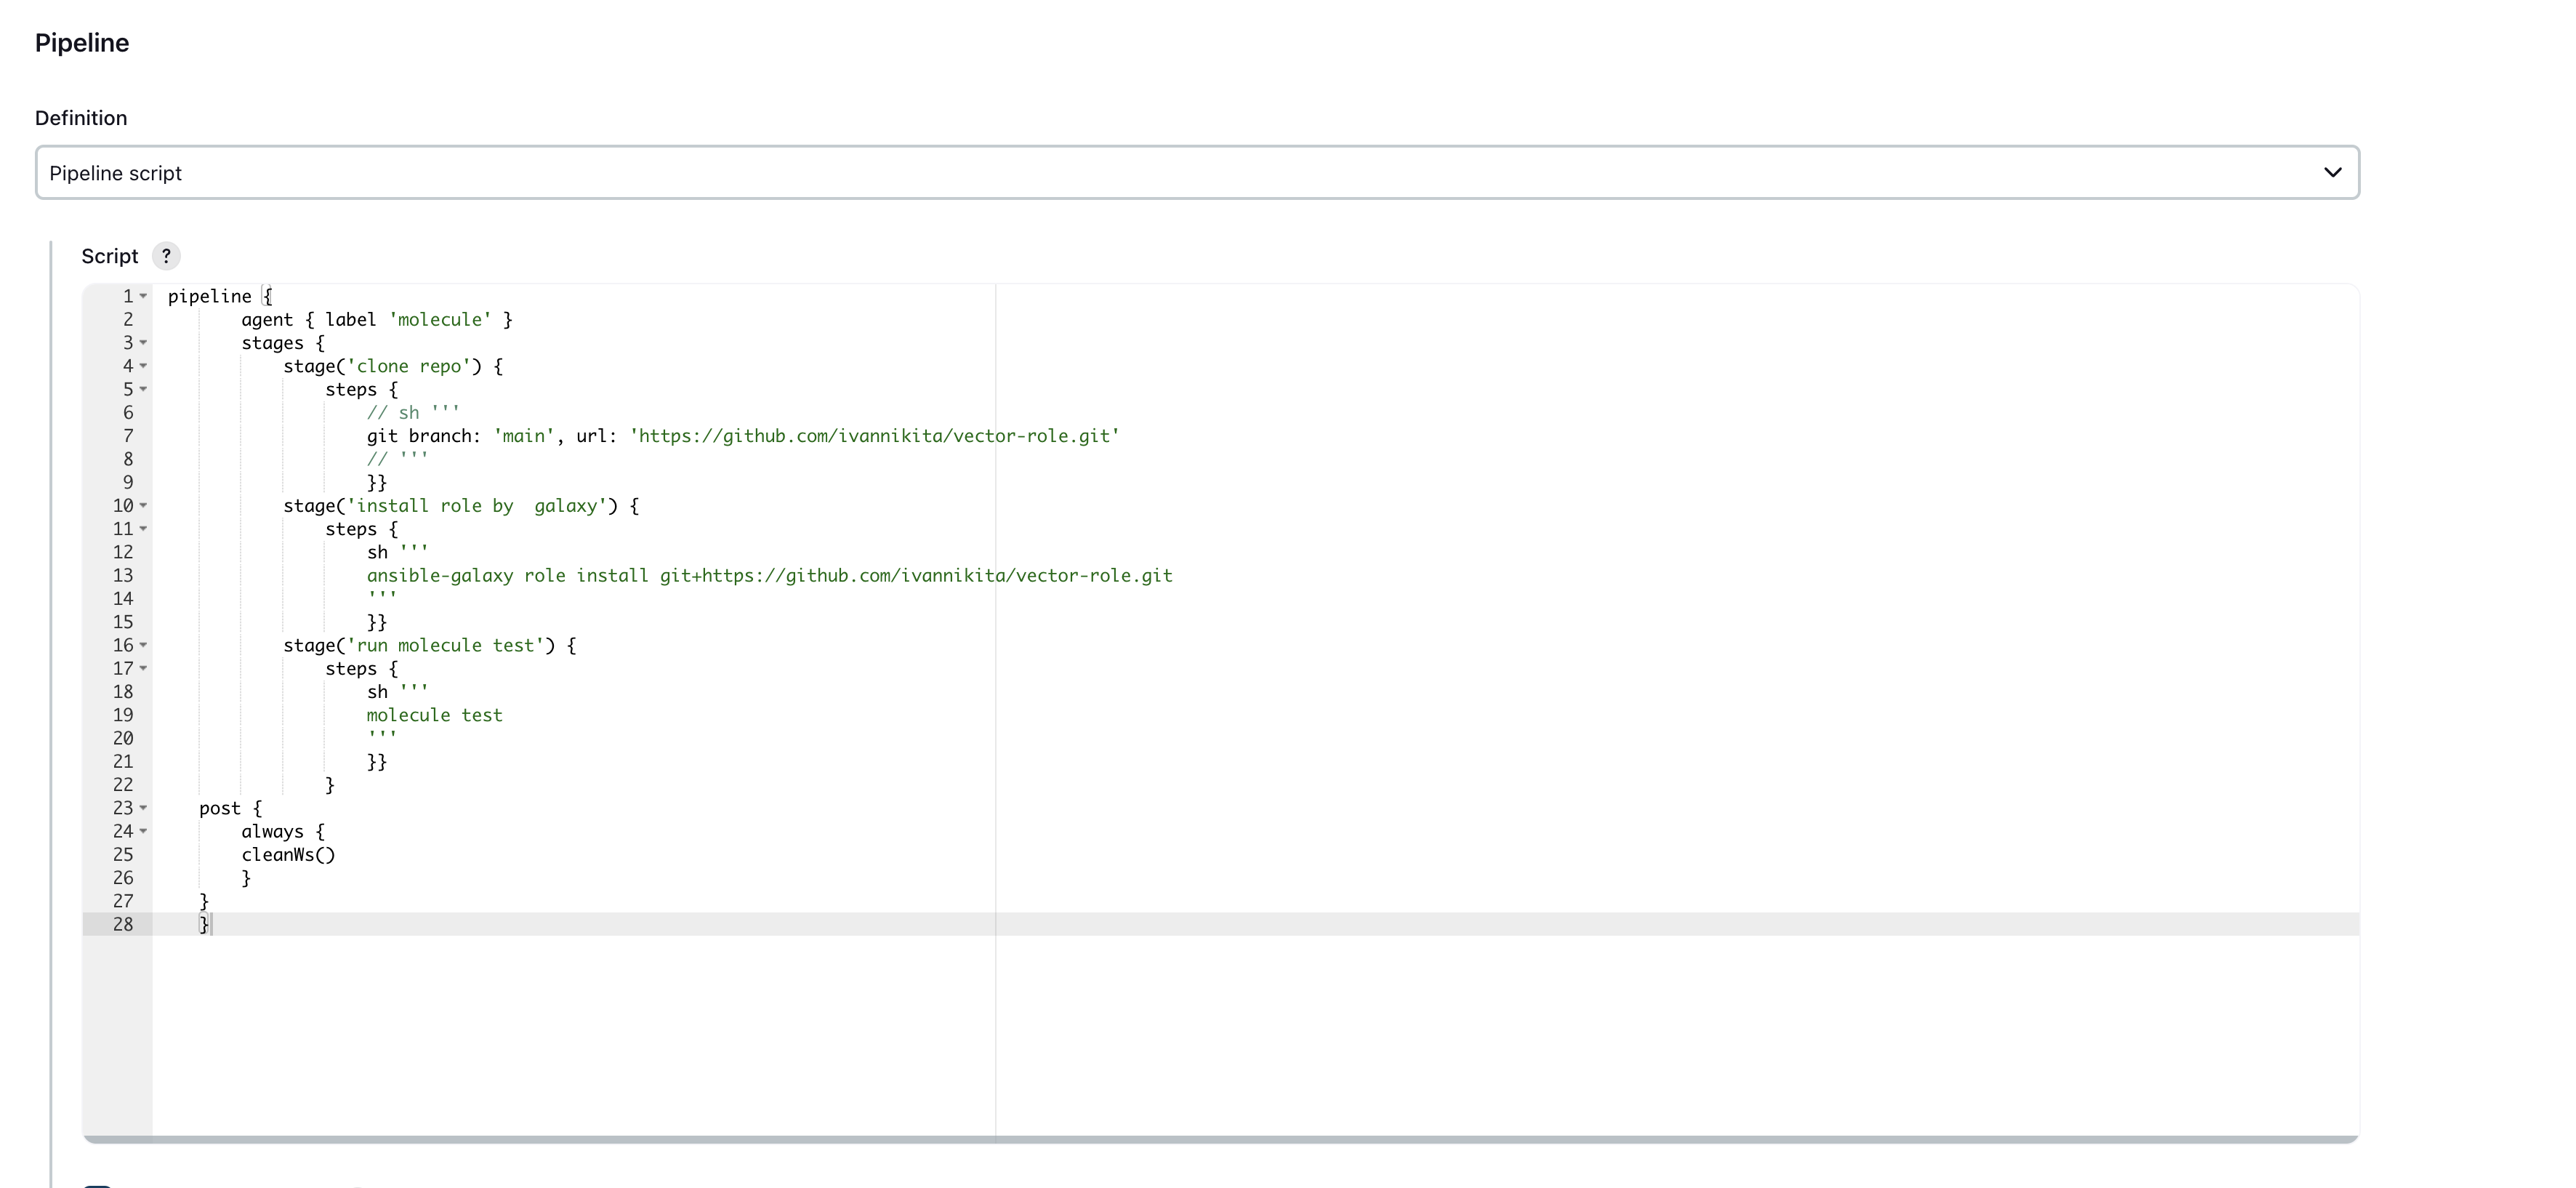 Pipeline
Definition
Pipeline script
Script ?
1 pipeline {
2 agent { label 'molecule' }
3 stages {
4 stage('clone repo') {
5 steps {
6 // sh '''
7 git branch: 'main', url: 'https://github.com/ivannikita/vector-role.git'
8 // '''
9 }}
10 stage('install role by  galaxy') {
11 steps {
12 sh '''
13 ansible-galaxy role install git+https://github.com/ivannikita/vector-role.git
14 '''
15 }}
16 stage('run molecule test') {
17 steps {
18 sh '''
19 molecule test
20 '''
21 }}
22 }
23 post {
24 always {
25 cleanWs()
26 }
27 }
28 }